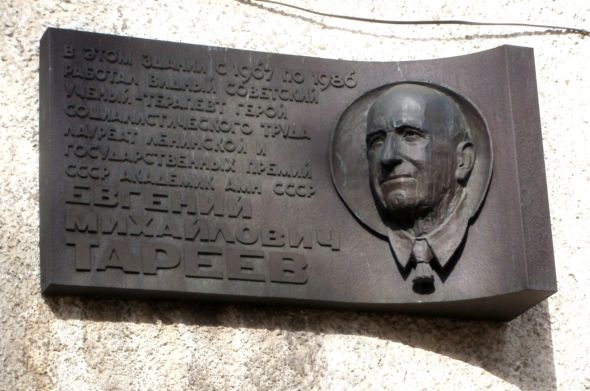 В ЭТОМ ЗДАНИИ С 1967 ПО 1986
РАБОТАЛ ВИДНЫЙ СОВЕТСКИЙ
УЧЕНЫЙ-ТЕРАПЕВТ ГЕРОЙ
СОЦИАЛИСТИЧЕСКОГО ТРУДА
ЛАУРЕАТ ЛЕНИНСКОЙ И
ГОСУДАРСТВЕННЫХ ПРЕМИЙ
СССР АКАДЕМИК АМН СССР
ЕВГЕНИЙ
МИХАЙЛОВИЧ
ТАРЕЕВ